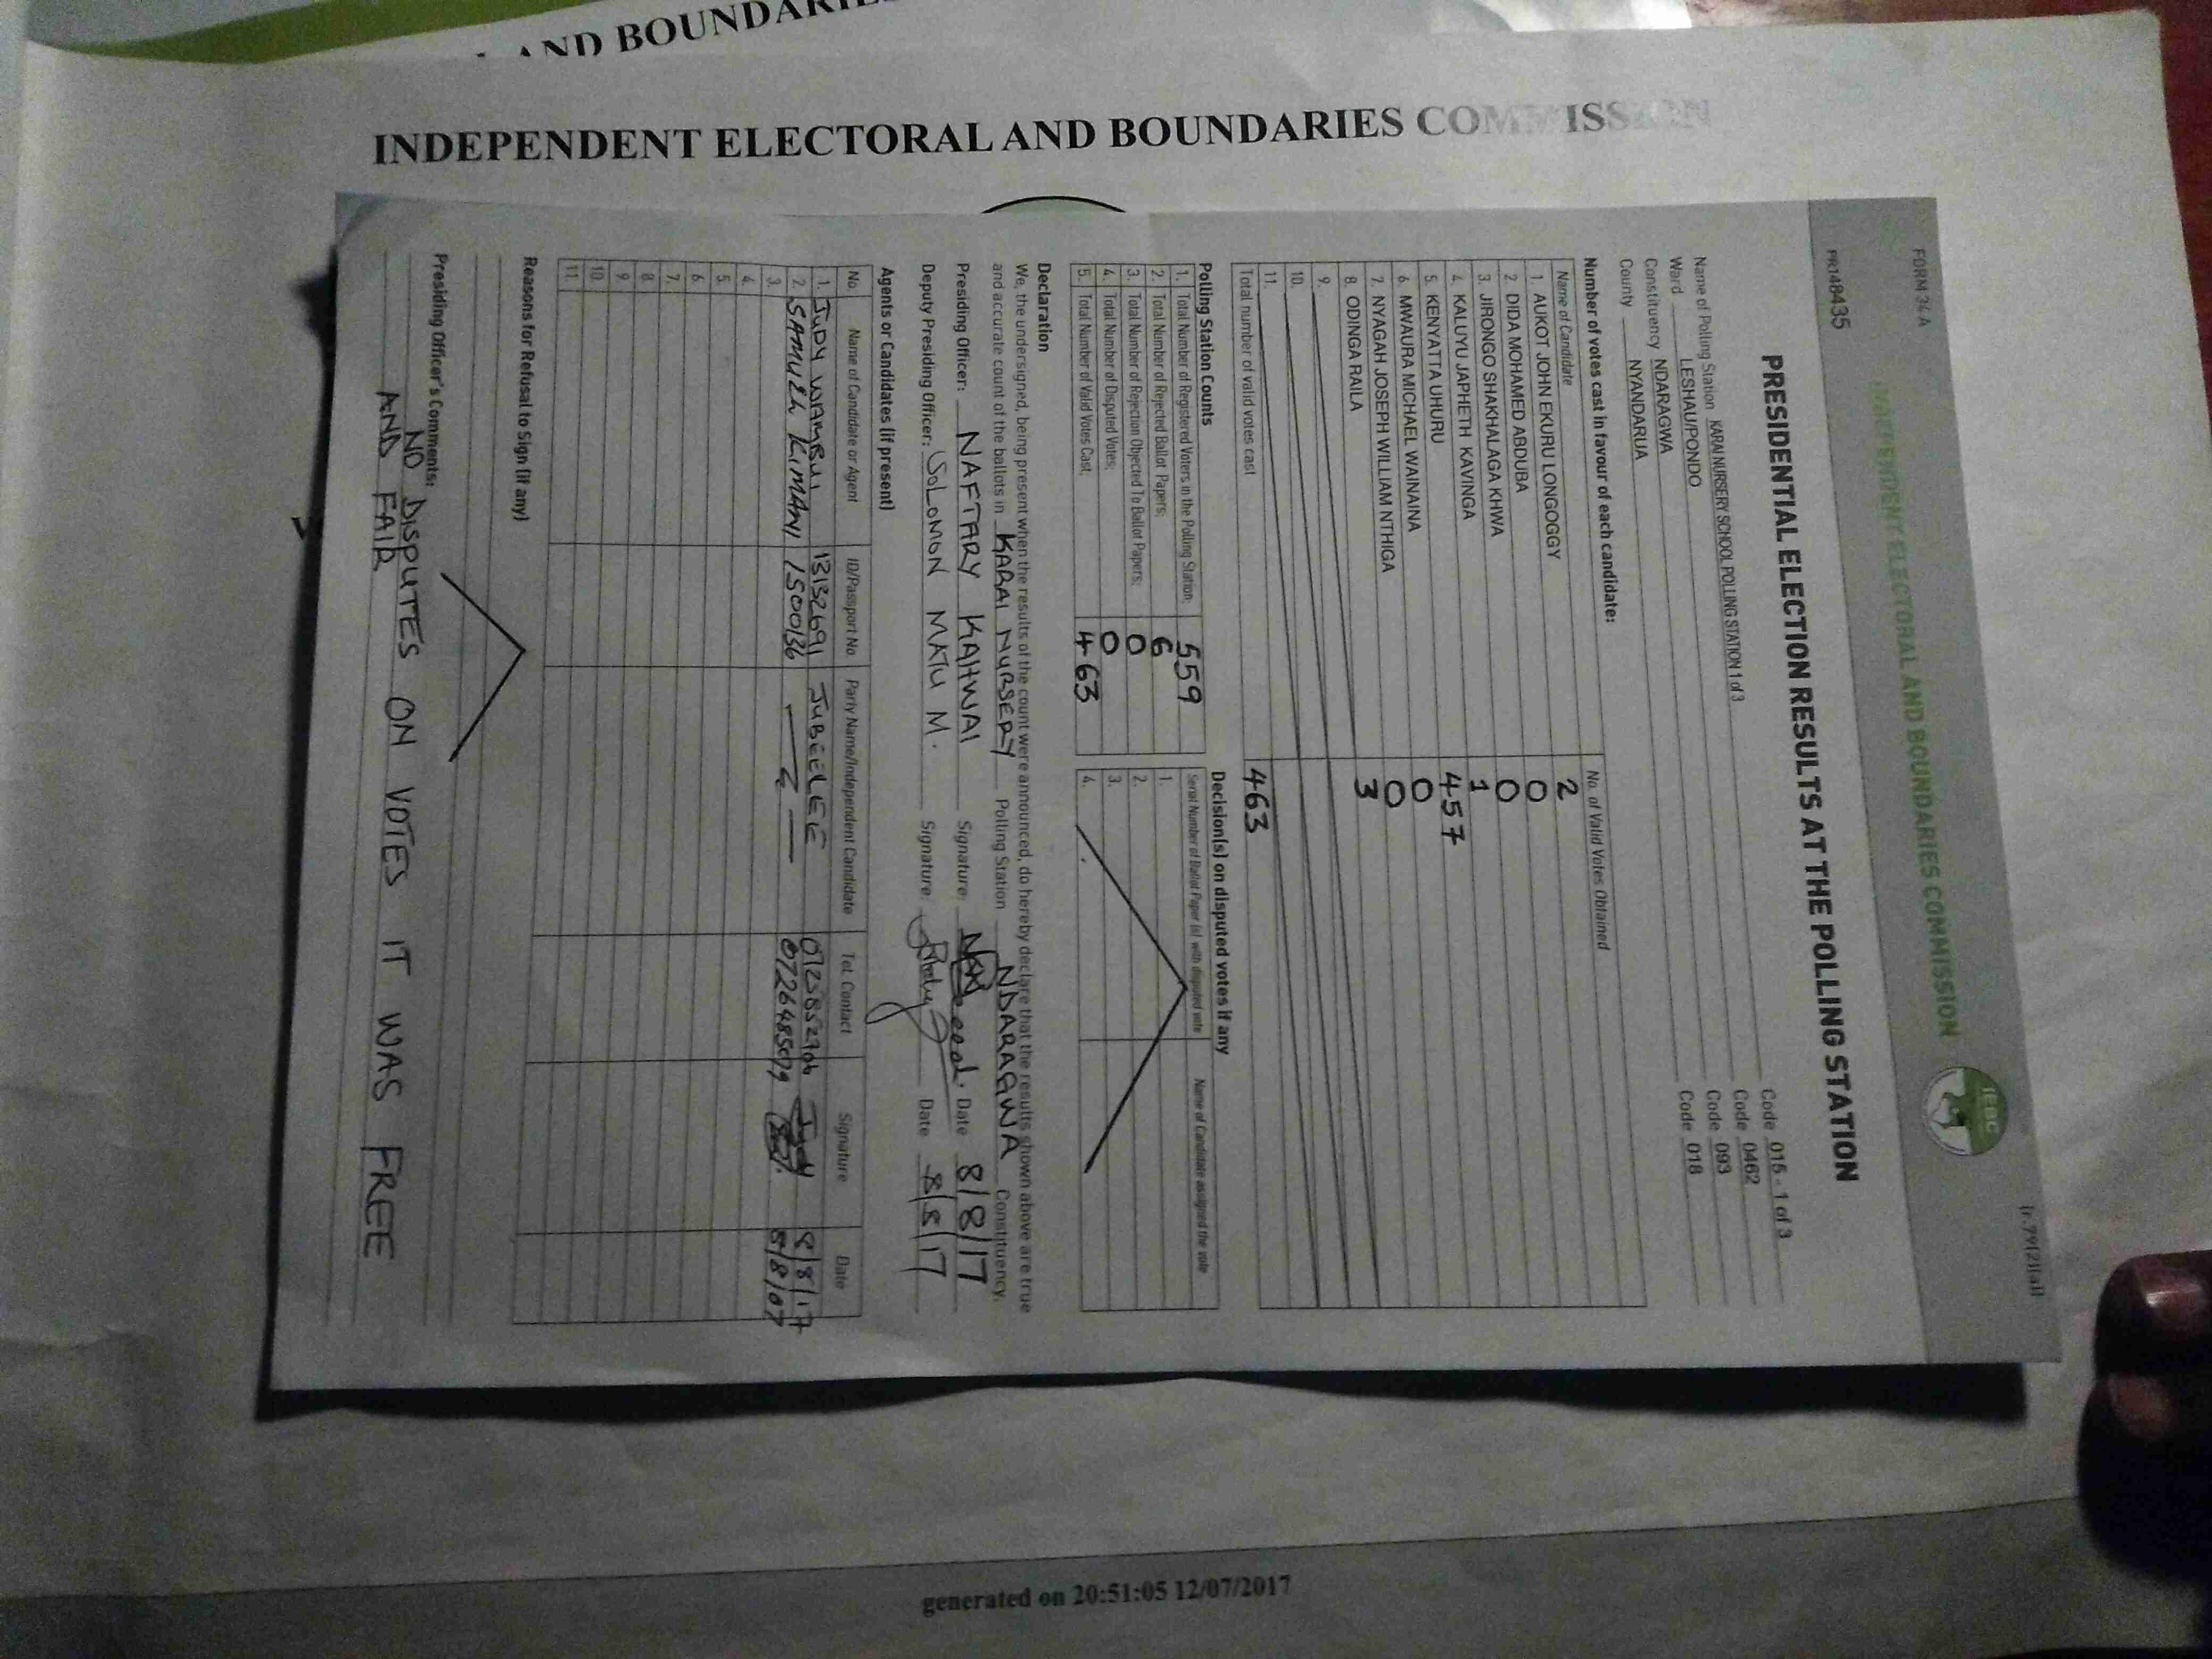 AND BOUNDARIE
INDEPENDENT ELECTORAL AND BOUNDARIES COMMISSION
FORM 34 A
(r.79(2)(a))
INDEPENDENT ELECTORAL AND BOUNDARIES COMMISSION
IEBC
PR148435
PRESIDENTIAL ELECTION RESULTS AT THE POLLING STATION
Name of Polling Station KARAI NURSERY SCHOOL POLLING STATION 1 of 3 Code 015 - 1 of 3
Ward LESHAU/PONDO Code 0462
Constituency NDARAGWA Code 093
County NYANDARUA Code 018
Number of votes cast in favour of each candidate:
Name of Candidate No. of Valid Votes Obtained
1. AUKOT JOHN EKURU LONGOGGY 2
2 DIDA MOHAMED ABDUBA 0
3. JIRONGO SHAKHALAGA KHWA 0
4. KALUYU JAPHETH KAVINGA 1
5. KENYATTA UHURU 457
6 MWAURA MICHAEL WAINAINA 0
7. NYAGAH JOSEPH WILLIAM NTHIGA 0
8. ODINGA RAILA 3
9.
10.
11.
Total number of valid votes cast 463
Polling Station Counts
1. Total Number of Registered Voters in the Polling Station: 559
2. Total Number of Rejected Ballot Papers: 6
3. Total Number of Rejection Objected To Ballot Papers: 0
4. Total Number of Disputed Votes: 0
5. Total Number of Valid Votes Cast: 463
Decision(s) on disputed votes if any
Serial Number of Ballot Paper (s) with disputed vote Name of Candidate assigned the vote
1.
2.
3.
4.
Declaration
We, the undersigned, being present when the results of the count were announced, do hereby declare that the results shown above are true
and accurate count of the ballots in KARAI NURSERY Polling Station NDARAGWA Constituency.
Presiding Officer: NAFTARY KAHWAI Signature: Date 8/8/17
Deputy Presiding Officer: SOLOMON MATU M. Signature: Date 8/8/17
Agents or Candidates (if present)
No. Name of Candidate or Agent ID/Passport No. Party Name/Independent Candidate Tel. Contact Signature Date
1. JUDY WAMBUI 13132691 JUBELEE 8/8/17
2. SAMUEL KIMANI 1500136 0726485079 8/8/07
3.
4.
5.
6.
7.
8
9.
10.
11.
Reasons for Refusal to Sign (if any)
Presiding Officer's Comments:
NO DISPUTES ON VOTES IT WAS FREE
AND FAIR
generated on 20:51:05 12/07/2017